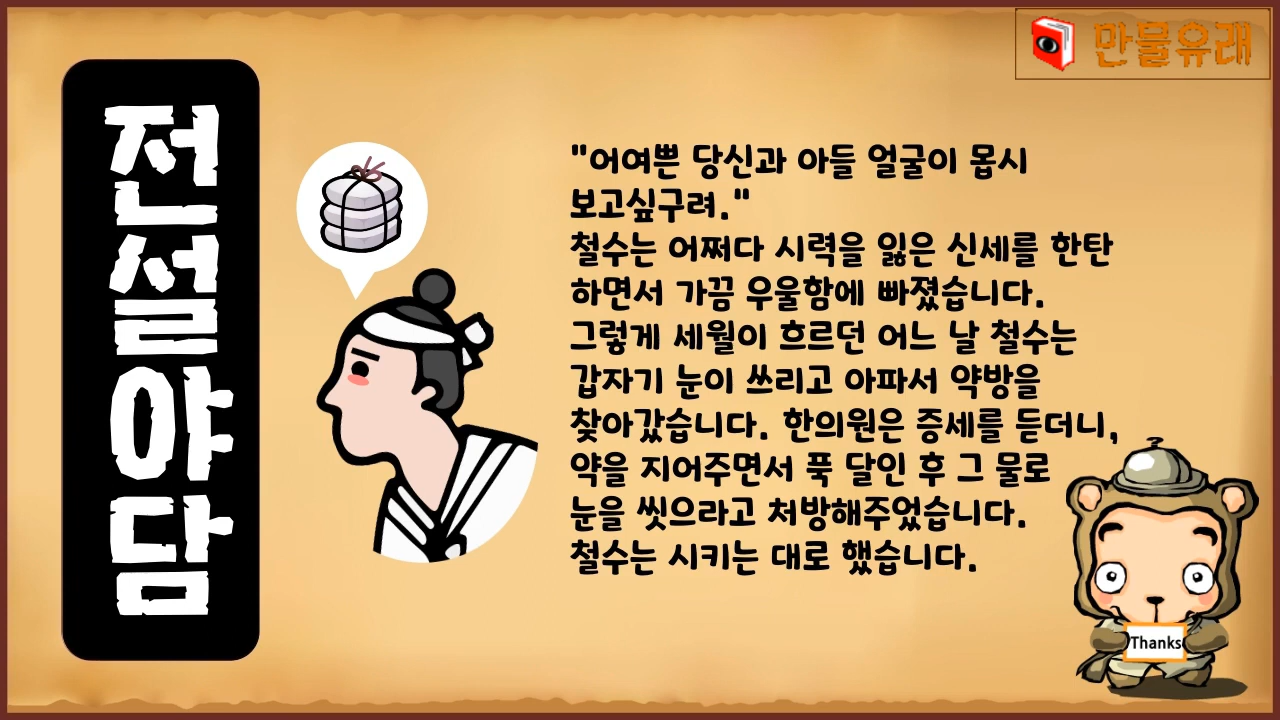 만물유래
전설야담
"어여쁜 당신과 아들 얼굴이 몹시
보고싶구려."
철수는 어쩌다 시력을 잃은 신세를 한탄
하면서 가끔 우울함에 빠졌습니다.
그렇게 세월이 흐르던 어느 날 철수는
갑자기 눈이 쓰리고 아파서 약방을
찾아갔습니다. 한의원은 증세를 듣더니,
약을 지어주면서 푹 달인 후 그 물로
눈을 씻으라고 처방해주었습니다.
철수는 시키는 대로 했습니다.
Thanks